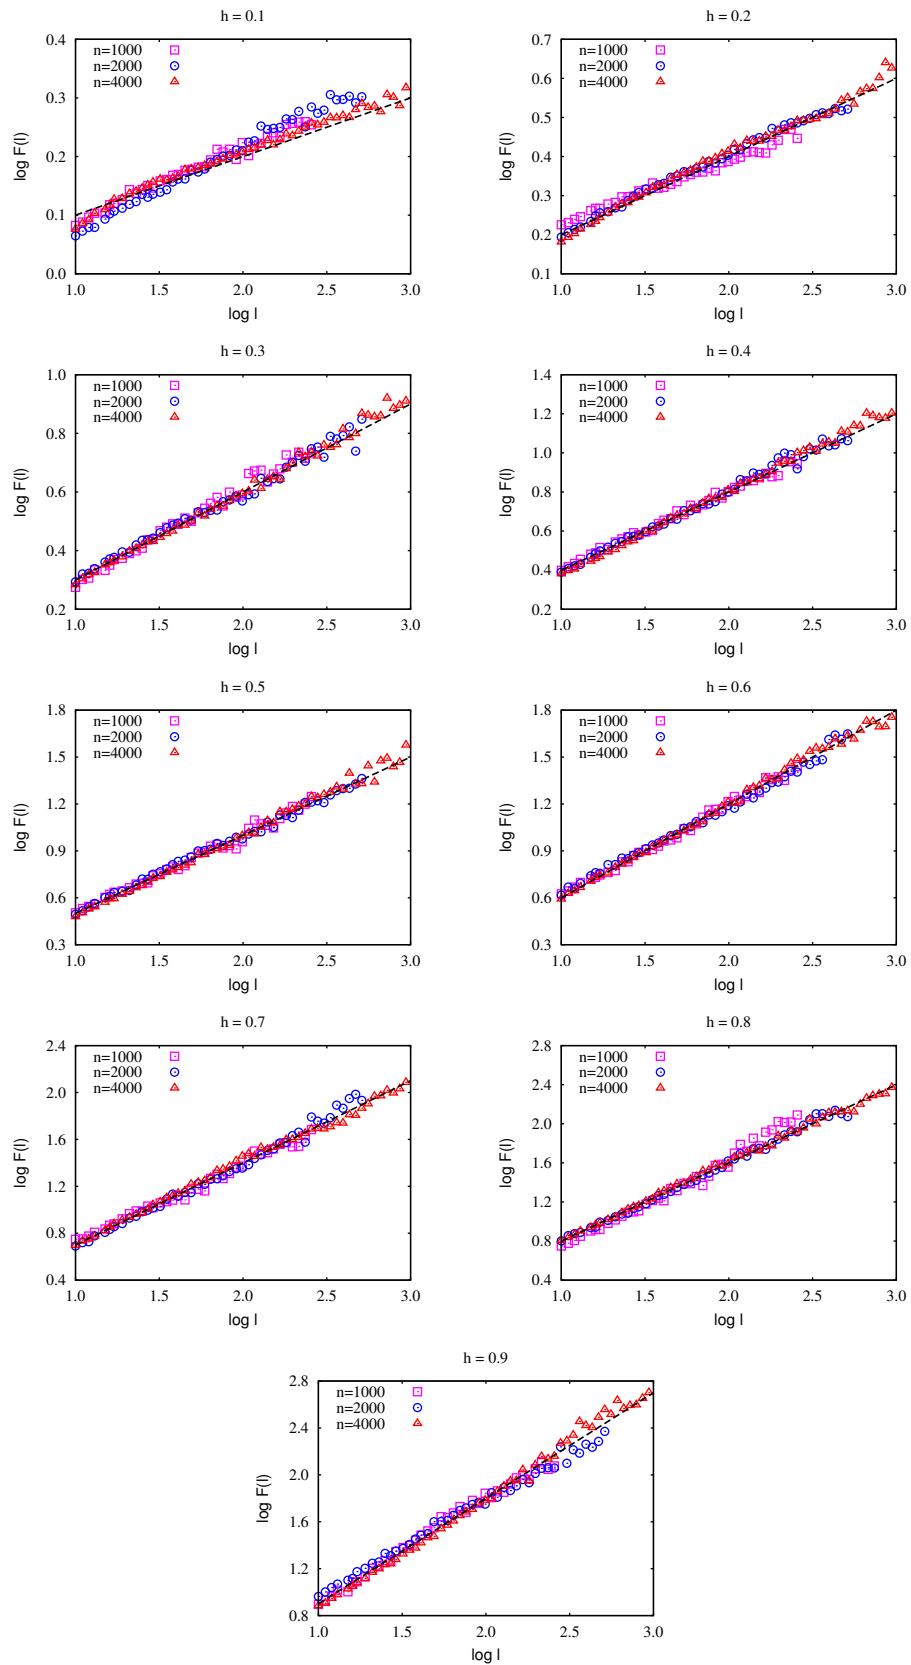 h = 0.1
0.4
0.3
0.2
0.1
0.0
log F(l)
n=1000
n=2000
n=4000
1.0 1.5 2.0 2.5 3.0
log l
h = 0.2
0.7
0.6
0.5
0.4
0.3
0.2
0.1
log F(l)
n=1000
n=2000
n=4000
1.0 1.5 2.0 2.5 3.0
log l
h = 0.3
1.0
0.8
0.6
0.4
0.2
log F(l)
n=1000
n=2000
n=4000
1.0 1.5 2.0 2.5 3.0
log l
h = 0.4
1.4
1.2
1.0
0.8
0.6
0.4
0.2
log F(l)
n=1000
n=2000
n=4000
1.0 1.5 2.0 2.5 3.0
log l
h = 0.5
1.8
1.5
1.2
0.9
0.6
0.3
log F(l)
n=1000
n=2000
n=4000
1.0 1.5 2.0 2.5 3.0
log l
h = 0.6
1.8
1.5
1.2
0.9
0.6
0.3
log F(l)
n=1000
n=2000
n=4000
1.0 1.5 2.0 2.5 3.0
log l
h = 0.7
2.4
2.0
1.6
1.2
0.8
0.4
log F(l)
n=1000
n=2000
n=4000
1.0 1.5 2.0 2.5 3.0
log l
h = 0.8
2.8
2.4
2.0
1.6
1.2
0.8
0.4
log F(l)
n=1000
n=2000
n=4000
1.0 1.5 2.0 2.5 3.0
log l
h = 0.9
2.8
2.4
2.0
1.6
1.2
0.8
log F(l)
n=1000
n=2000
n=4000
1.0 1.5 2.0 2.5 3.0
log l